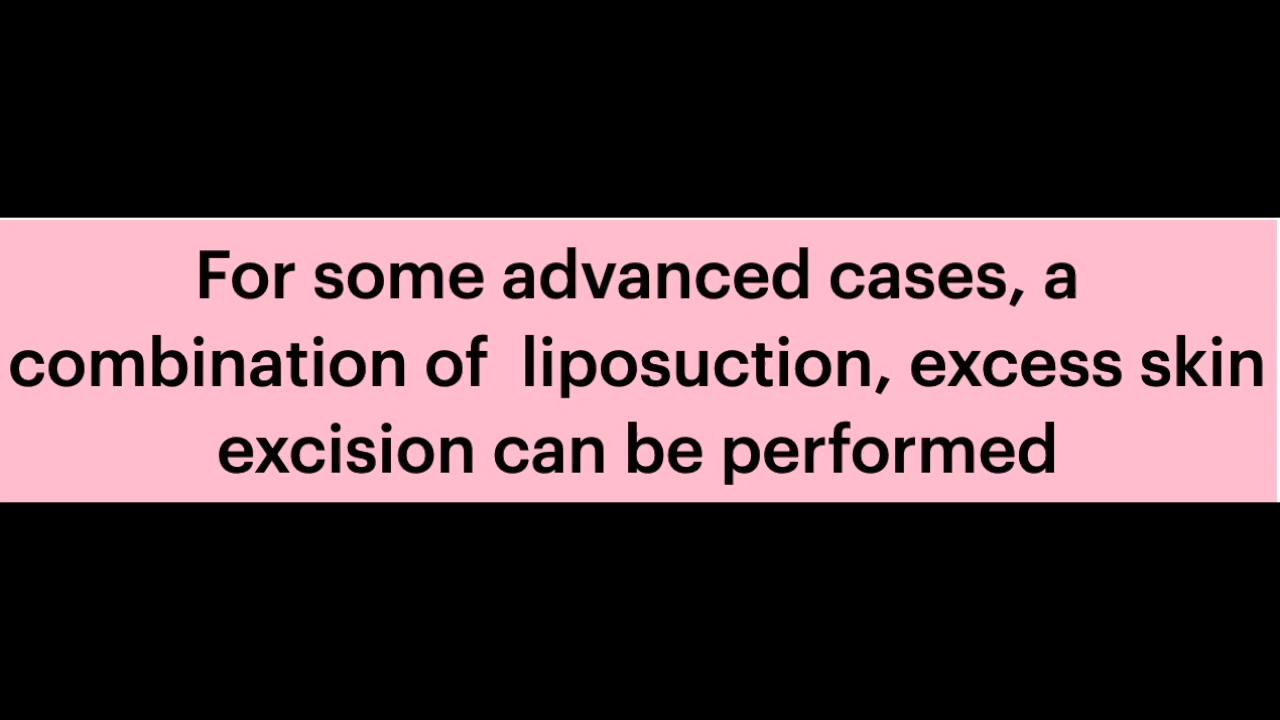 For some advanced cases, a
combination of  liposuction, excess skin
excision can be performed